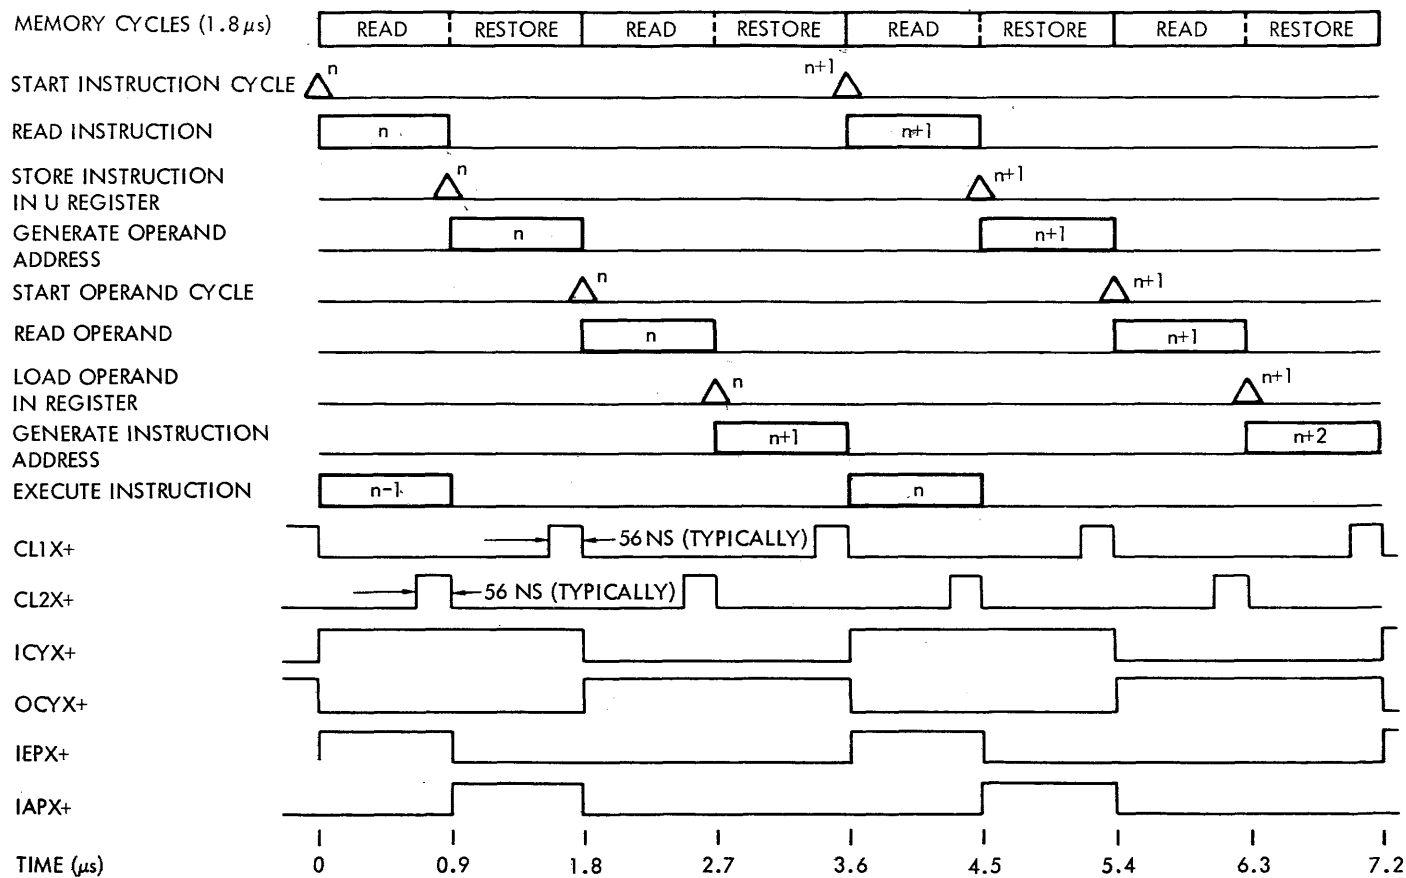 MEMORY CYCLES (1.8 μs) READ RESTORE READ RESTORE READ RESTORE READ RESTORE
START INSTRUCTION CYCLE n n+1
READ INSTRUCTION n n+1
STORE INSTRUCTION
IN U REGISTER n n+1
GENERATE OPERAND
ADDRESS n n+1
START OPERAND CYCLE n n+1
READ OPERAND n n+1
LOAD OPERAND
IN REGISTER n n+1
GENERATE INSTRUCTION
ADDRESS n+1 n+2
EXECUTE INSTRUCTION n-1 n
CL1X+ 56 NS (TYPICALLY)
CL2X+ 56 NS (TYPICALLY)
ICYX+
OCYX+
IEPX+
IAPX+
TIME (μs) 0 0.9 1.8 2.7 3.6 4.5 5.4 6.3 7.2